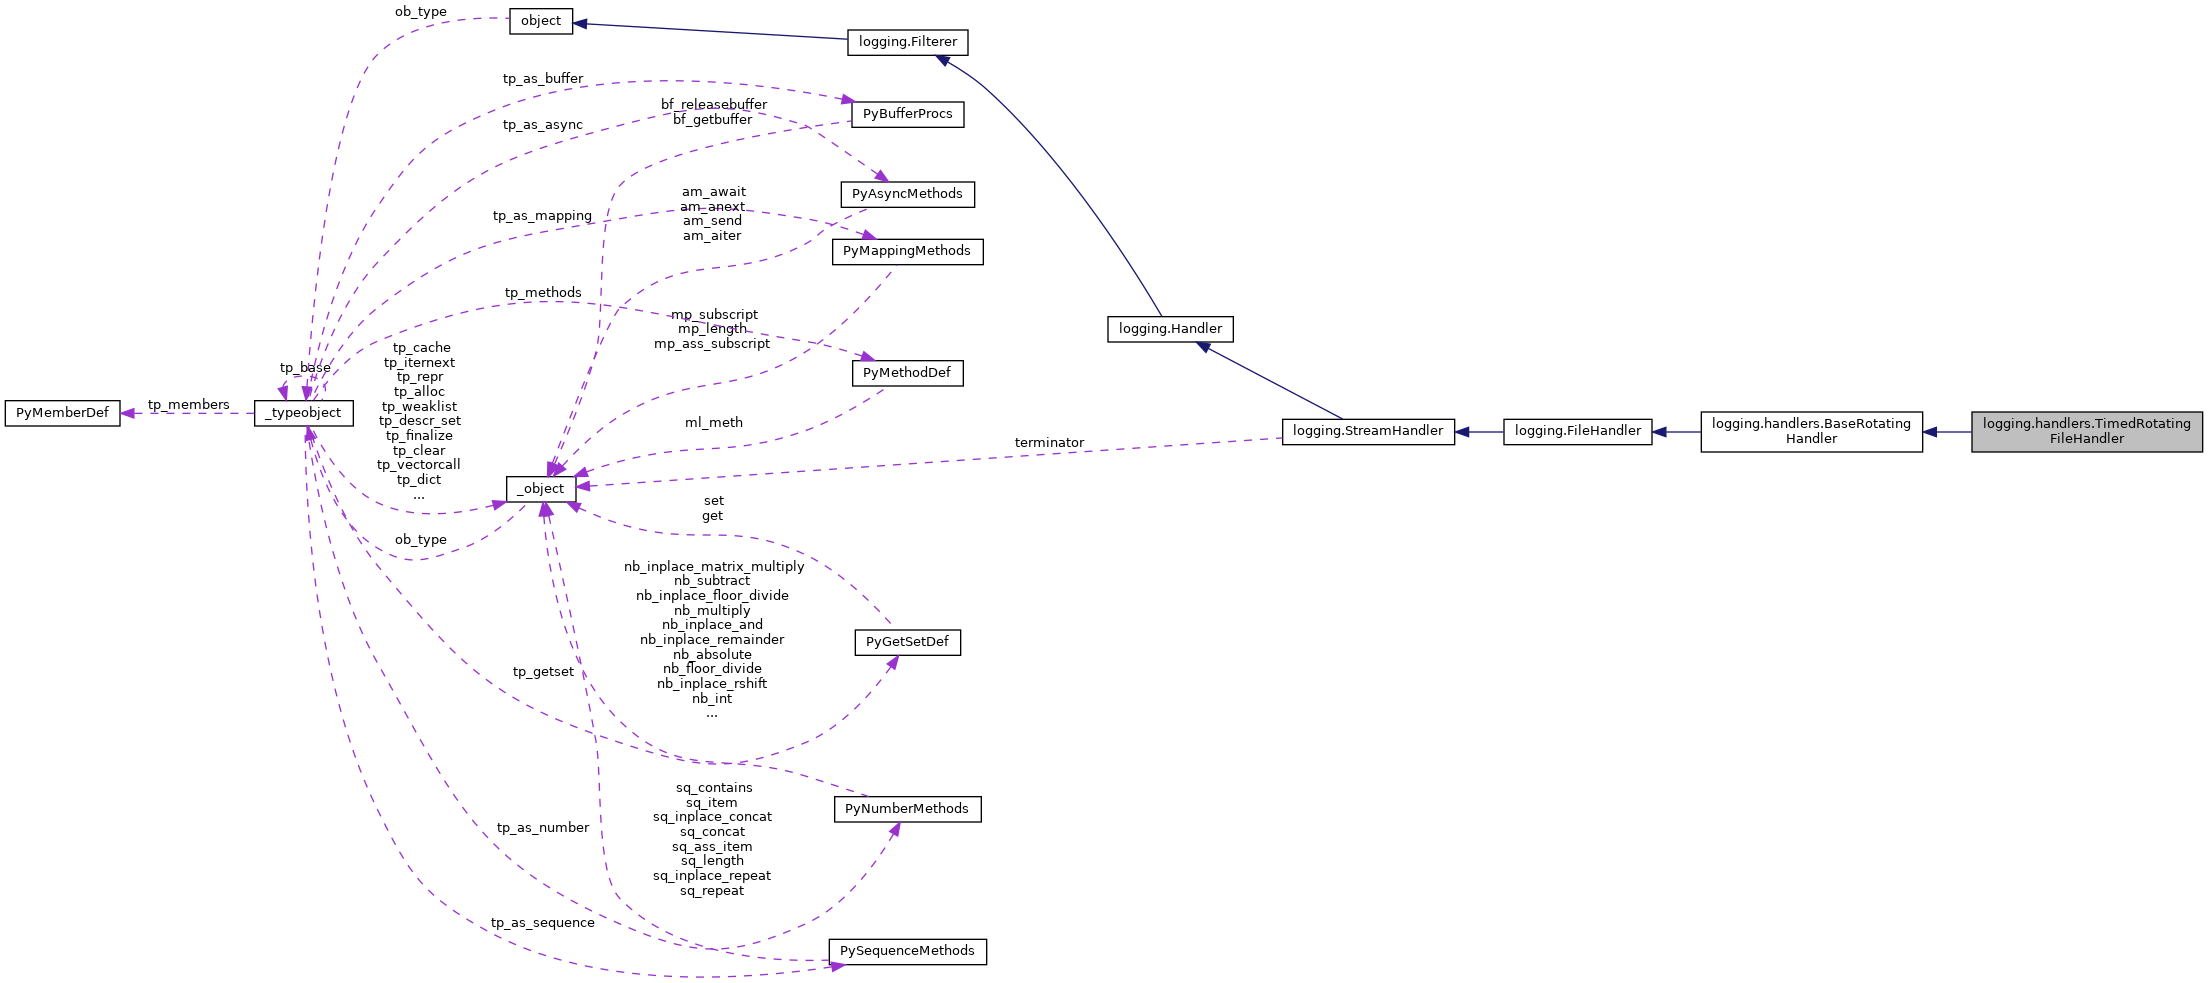 ob_type
object
logging.Filterer
tp_as_buffer
bf_releasebuffer
bf_getbuffer
PyBufferProcs
tp_as_async
am_await
am_anext
am_send
am_aiter
PyAsyncMethods
tp_as_mapping
PyMappingMethods
tp_methods
mp_subscript
mp_length
mp_ass_subscript
logging.Handler
tp_cache
tp_iternext
tp_repr
tp_alloc
tp_weaklist
tp_descr_set
tp_finalize
tp_clear
tp_vectorcall
tp_dict
...
tp_base
PyMethodDef
PyMemberDef
tp_members
_typeobject
ml_meth
terminator
logging.StreamHandler
logging.FileHandler
logging.handlers.BaseRotating
Handler
logging.handlers.TimedRotating
FileHandler
_object
set
get
ob_type
nb_inplace_matrix_multiply
nb_subtract
nb_inplace_floor_divide
nb_multiply
nb_inplace_and
nb_inplace_remainder
nb_absolute
nb_floor_divide
nb_inplace_rshift
nb_int
...
PyGetSetDef
tp_getset
sq_contains
sq_item
sq_inplace_concat
sq_concat
sq_ass_item
sq_length
sq_inplace_repeat
sq_repeat
PyNumberMethods
tp_as_number
tp_as_sequence
PySequenceMethods